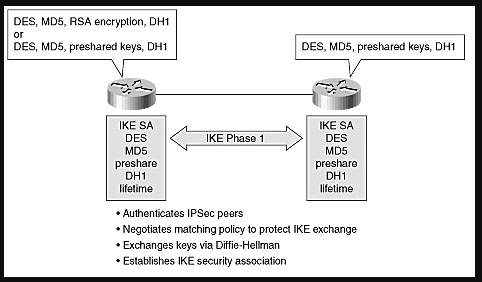 DES, MD5, RSA encryption, DH1
or
DES, MD5, preshared keys, DH1
DES, MD5, preshared keys, DH1
IKE SA
DES
MD5
preshare
DH1
lifetime
IKE Phase 1
IKE SA
DES
MD5
preshare
DH1
lifetime
• Authenticates IPSec peers
• Negotiates matching policy to protect IKE exchange
• Exchanges keys via Diffie-Hellman
• Establishes IKE security association